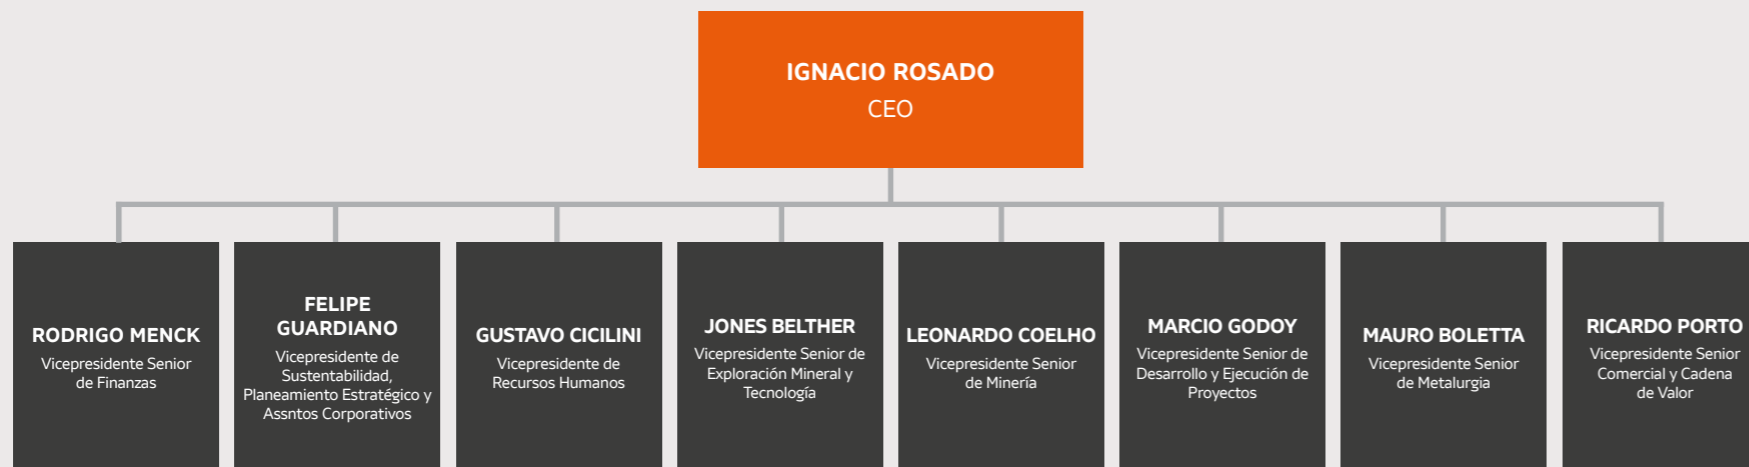 IGNACIO ROSADO
CEO
RODRIGO MENCK
Vicepresidente Senior
de Finanzas
FELIPE
GUARDIANO
Vicepresidente de
Sustentabilidad,
Planeamiento Estratégico y
Assntos Corporativos
GUSTAVO CICILINI
Vicepresidente de
Recursos Humanos
JONES BELTHER
Vicepresidente Senior de
Exploración Mineral y
Tecnología
LEONARDO COELHO
Vicepresidente Senior
de Minería
MARCIO GODOY
Vicepresidente Senior de
Desarrollo y Ejecución de
Proyectos
MAURO BOLETTA
Vicepresidente Senior
de Metalurgia
RICARDO PORTO
Vicepresidente Senior
Comercial y Cadena
de Valor